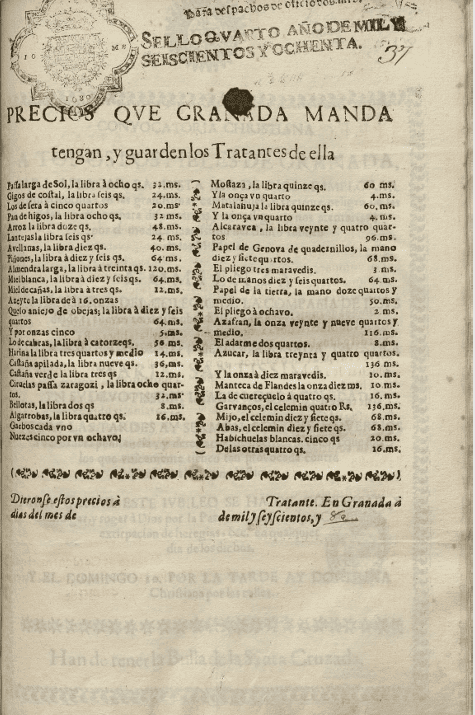 Para despachos de oficio dos mrs.
SELLO QVARTO AÑO DE MIL Y
SEISCIENTOS Y OCHENTA.
37
PRECIOS QVE GRANADA MANDA
tengan, y guarden los Tratantes de ella
Passa larga de Sol, la libra à ocho qs. 32.ms.
Gigos de costal, la libra seis qs. 24.ms.
Los de sera à cinco quartos 20.ms.
Pan de higos, la libra ocho qs. 32 ms.
Arroz la libra doze qs. 48.ms.
Lantejas la libra seis qs. 24 ms.
Avellanas, la libra diez qs. 40.ms.
Piñones, la libra à diez y seis qs. 64.ms.
Almendra larga, la libra à treinta qs. 120.ms.
Miel blanca, la libra à diez y seis qs. 64.ms.
Miel de cañas, la libra à tres qs. 12.ms.
Azeyte la libra de à 16. onzas
Queso aniejo de obejas; la libra à diez y seis
quartos 64.ms.
Y por onzas cinco 5.ms.
Lo de cabras, la libra à catorze qs. 56 ms.
Harina la libra tres quartos y medio 14.ms.
Castaña apilada, la libra nueve qs. 36.ms.
Castaña verde la libra tres qs 12.ms.
Ciruelas passa zaragozi, la libra ocho quar-
tos. 32.ms.
Bellotas, la libra dos qs 8.ms.
Algarrobas, la libra quatro qs. 16.ms.
Garbos cada vno
Nuezes cinco por vn ochavo,
Mostaza, la libra quinze qs. 60 ms.
Y la onça vn quarto 4.ms.
Matalahuja la libra quinze qs. 60.ms.
Y la onça vn quarto 4.ms.
Alcaravea, la libra veynte y quatro quar-
tos 96.ms.
Papel de Genova de quadernillos, la mano
diez y siete quartos. 68.ms.
El pliego tres maravedis. 3 ms.
Lo de manos diez y seis quartos. 64.ms.
Papel de la tierra, la mano doze quartos y
medio. 50.ms.
El pliego à ochavo. 2 ms.
Azafran, la onza veynte y nueve quartos y
medio. 116.ms.
El adarme dos quartos. 8.ms.
Azucar, la libra treynta y quatro quartos.
136 ms.
Y la onza à diez maravedis. 10.ms.
Manteca de Flandes la onza diez ms. 10.ms.
La de cuerezuelo à quatro qs. 16.ms.
Garvanços, el celemin quatro Rs, 136.ms.
Mijo, el celemin diez y siete qs. 68.ms.
Abas, el celemin diez y siete qs. 68.ms.
Habichuelas blancas. cinco qs 20.ms.
De las otras quatro qs. 16.ms.
Dieronse estos precios à Tratante. En Granada à
dias del mes de de mil y seyscientos, y 80